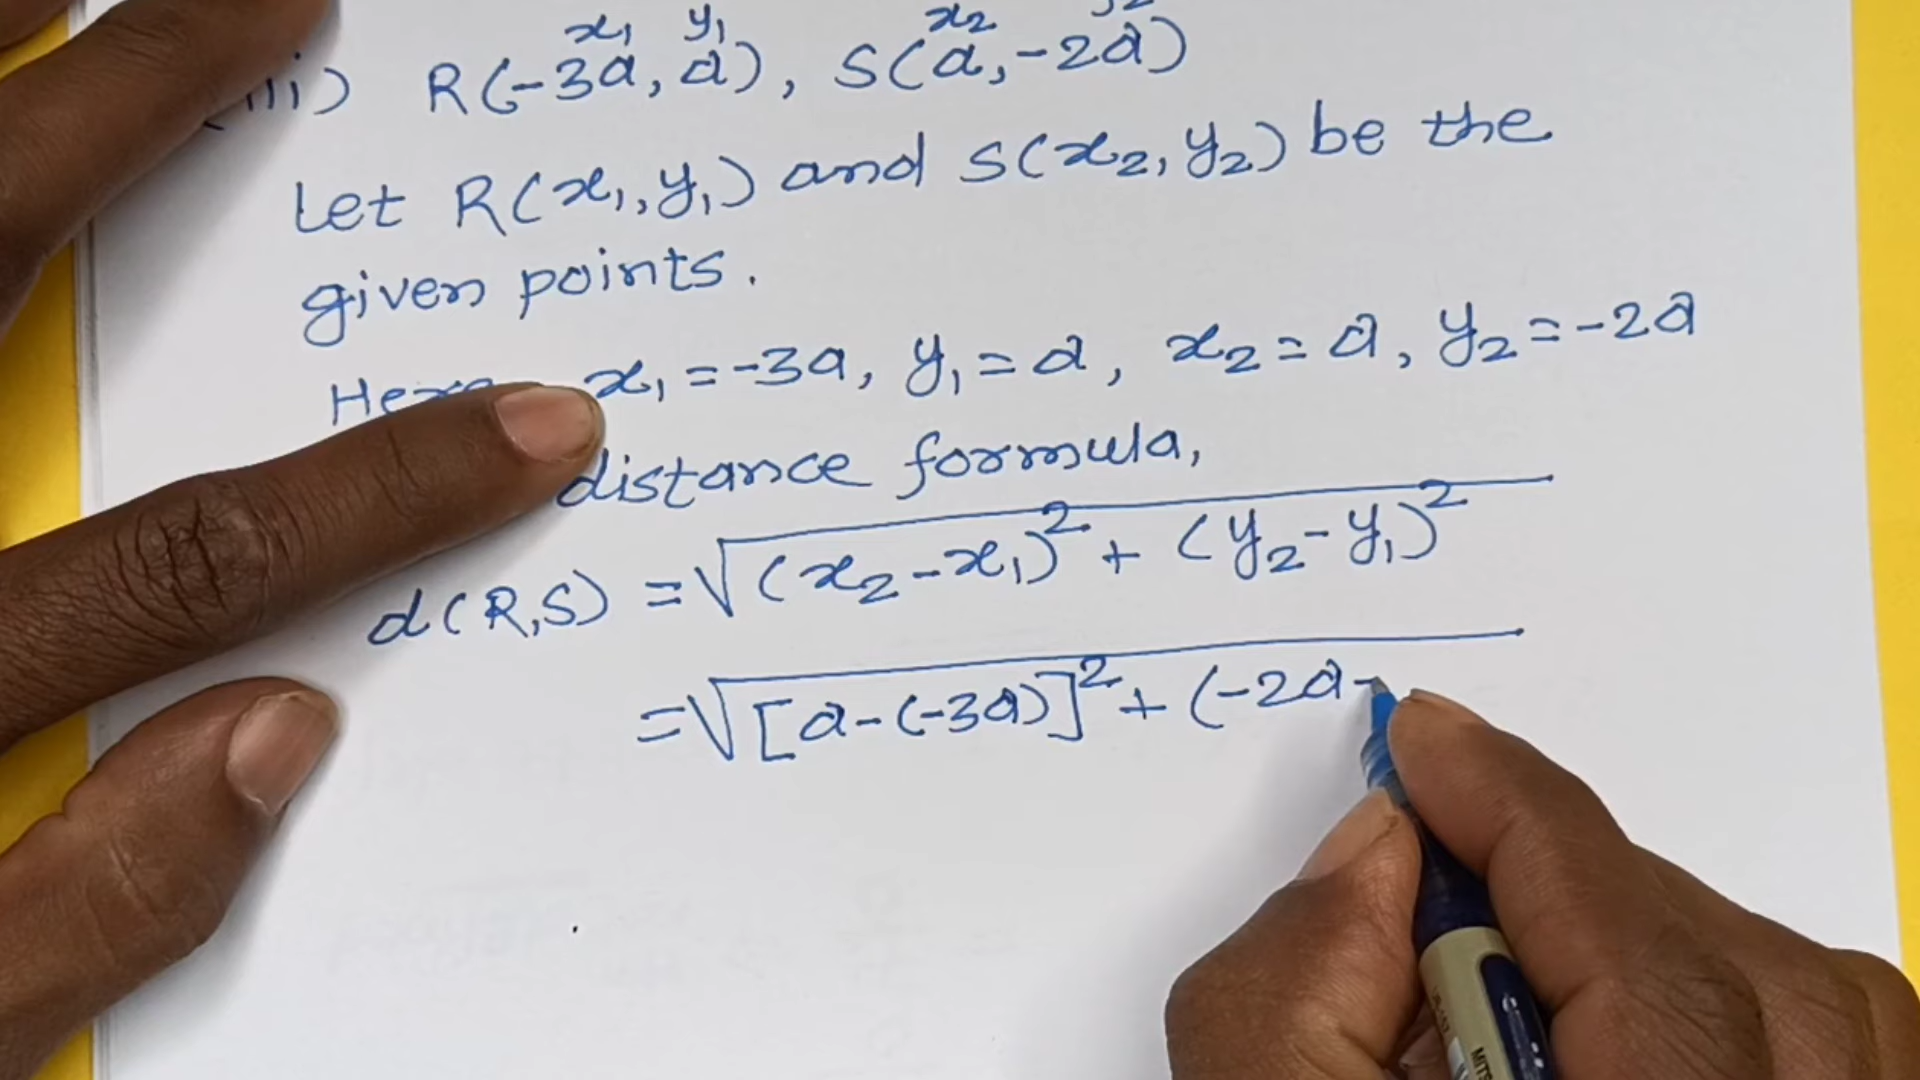 x₁ y₁ x₂
iii) R(-3a, a), S(a, -2a)
Let R(x₁, y₁) and S(x₂, y₂) be the
given points.
x₁ = -3a, y₁ = a, x₂ = a, y₂ = -2a
distance formula,
d(R,S) = √((x₂ - x₁)² + (y₂ - y₁)²)
= √([a - (-3a)]² + (-2a -